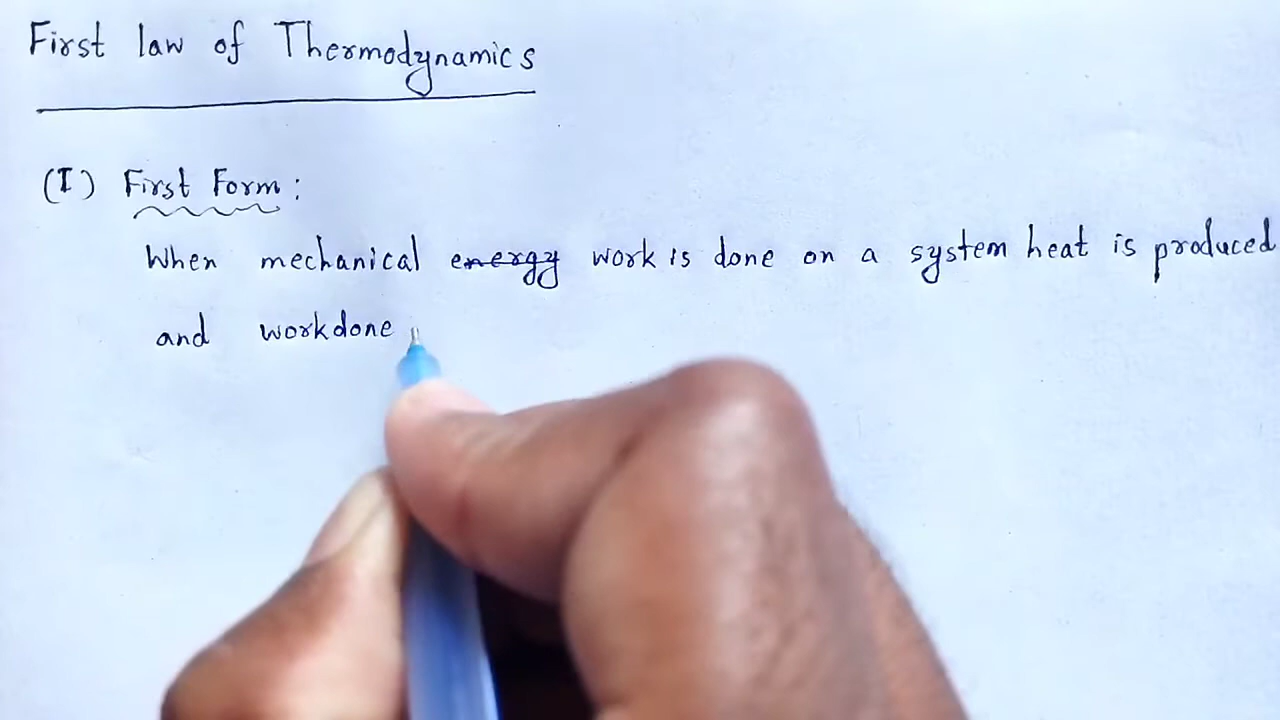 First law of Thermodynamics
(I) First Form:
When mechanical energy work is done on a system heat is produced
and workdone